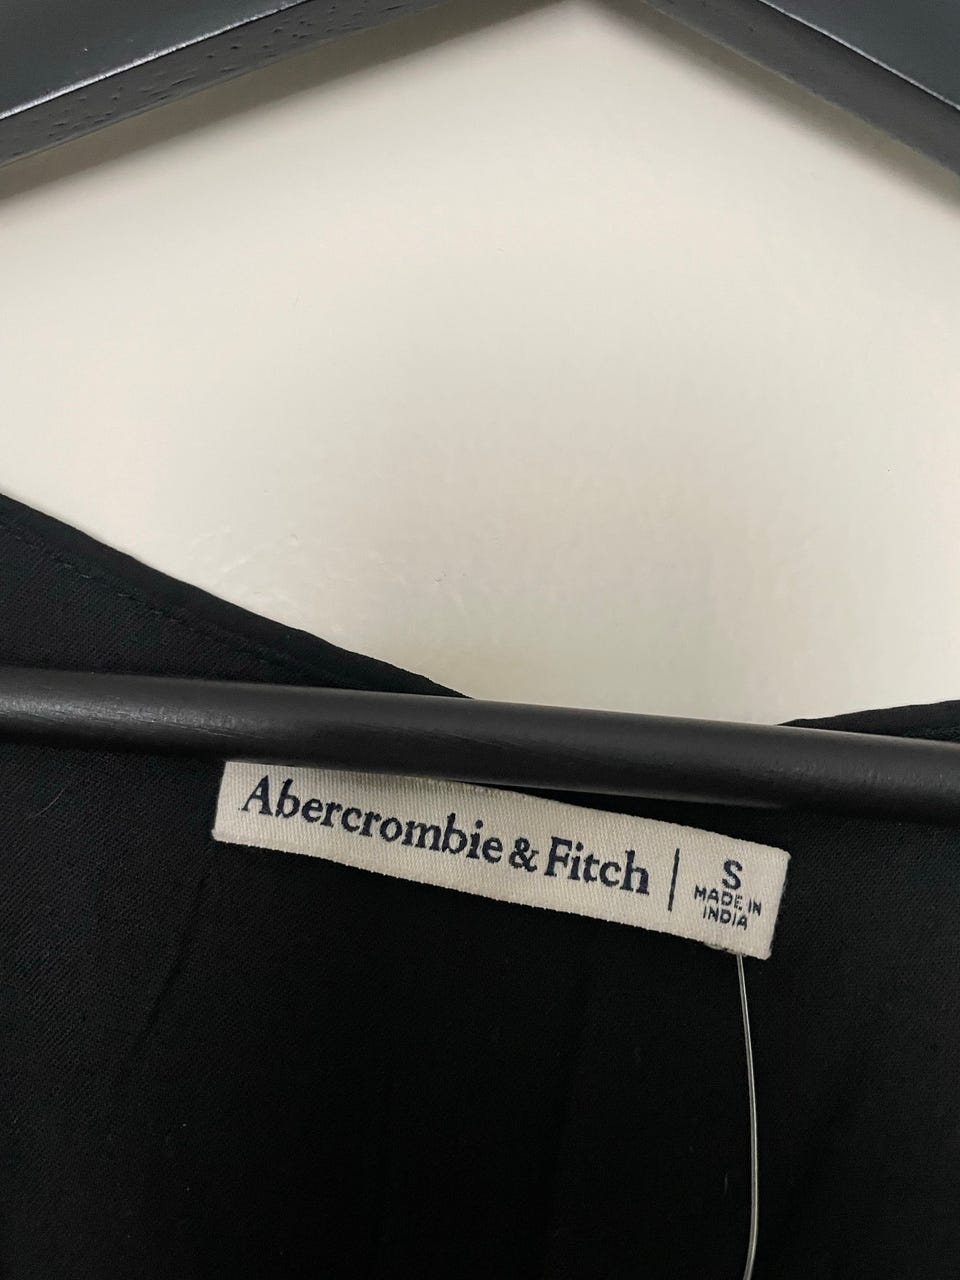 Abercrombie & Fitch | S
MADE IN
INDIA